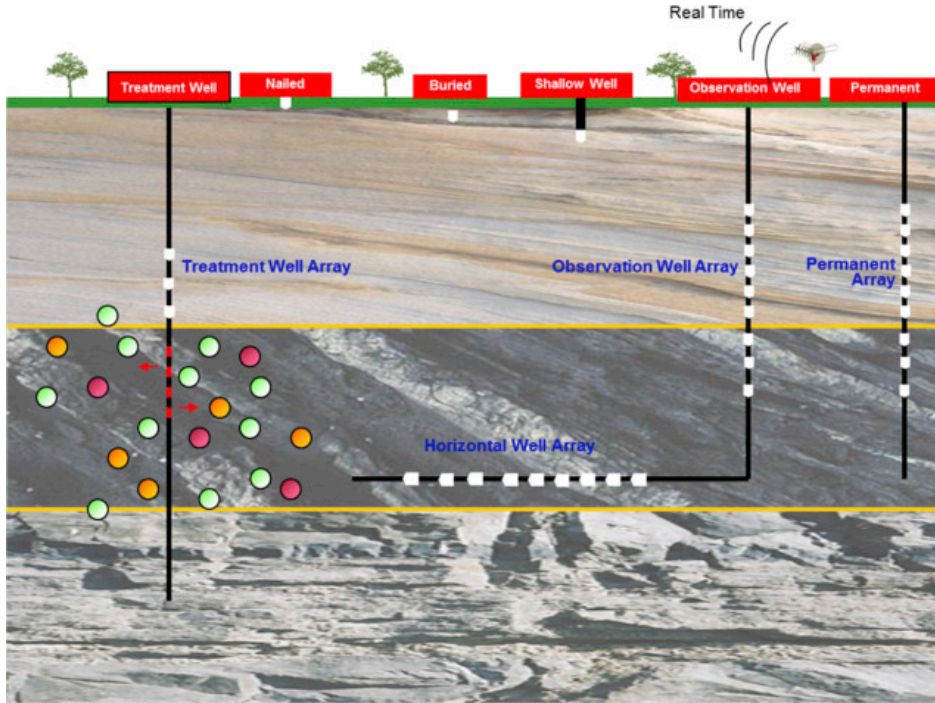 Real Time
Treatment Well
Nailed
Buried
Shallow Well
Observation Well
Permanent
Treatment Well Array
Observation Well Array
Permanent
Array
Horizontal Well Array